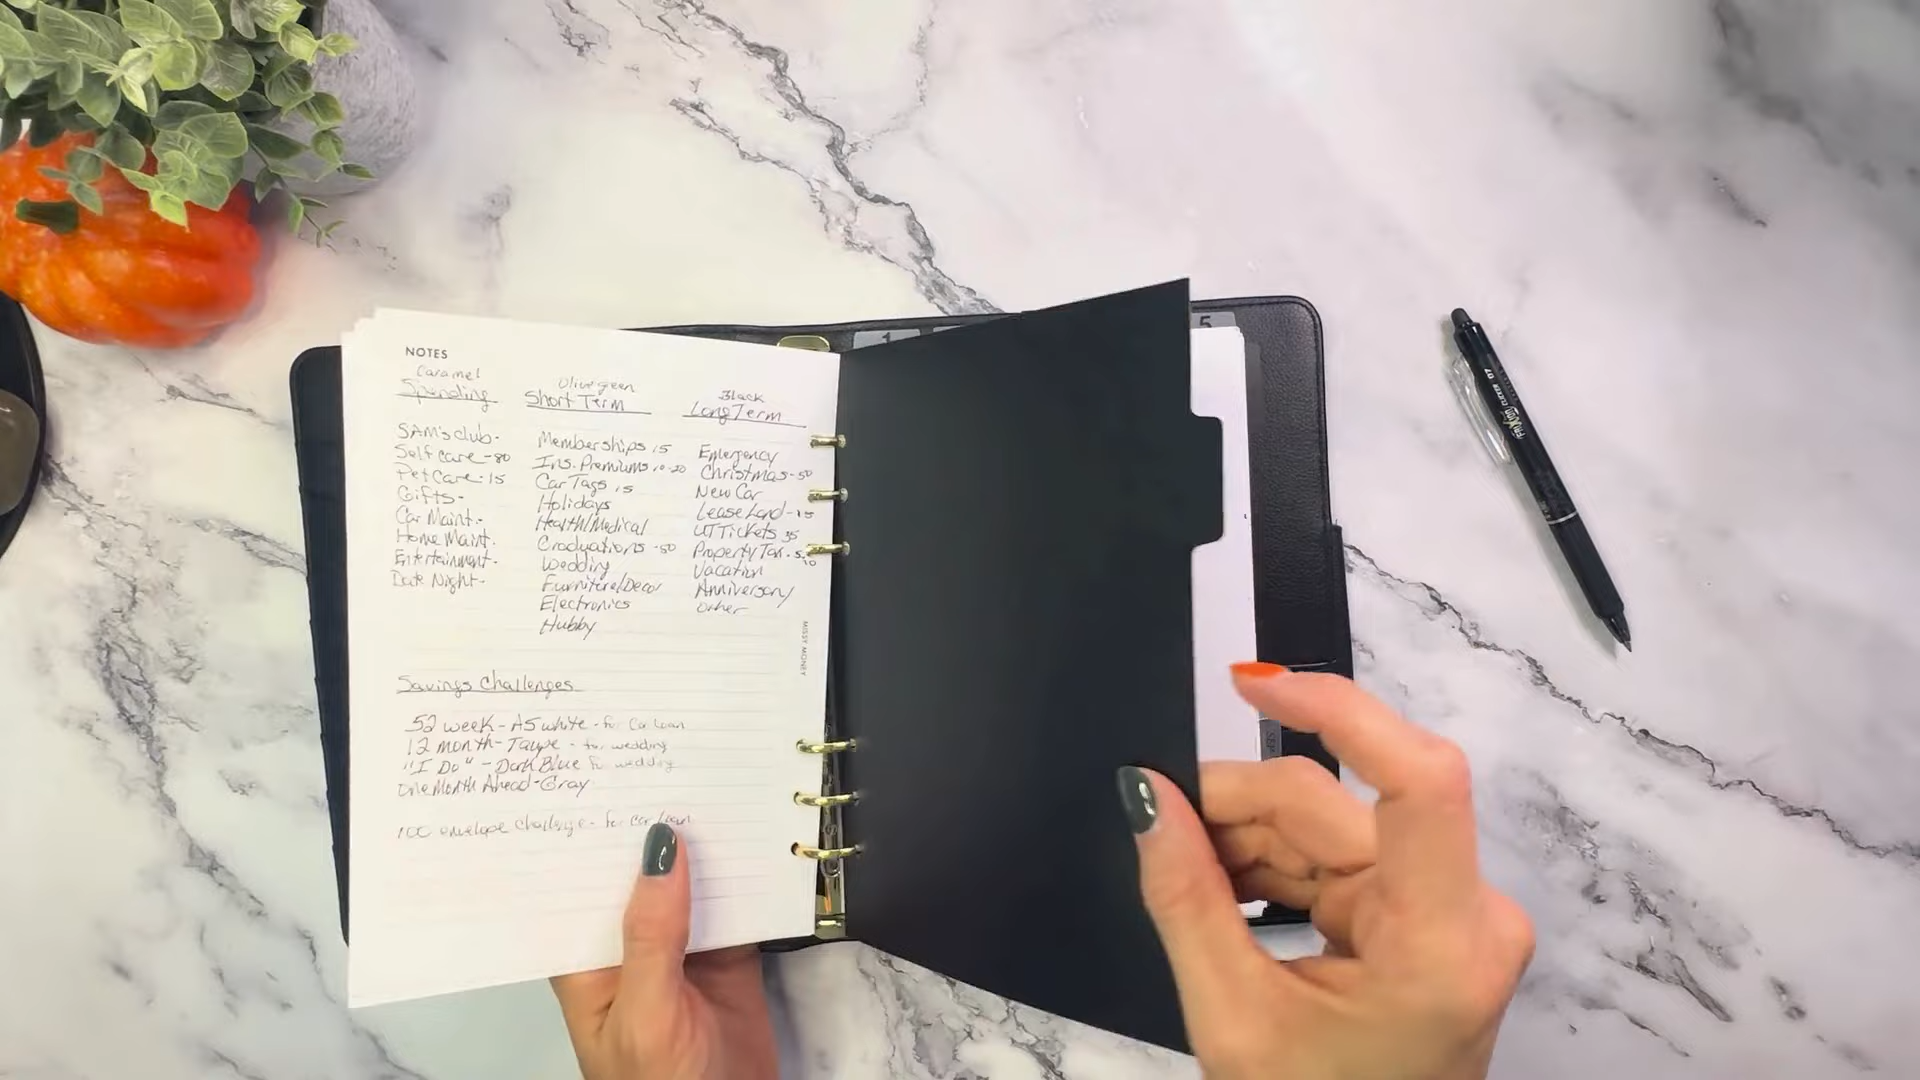 NOTES
Caramel
Spending
SAM's club-
Self care-80
Pet Care-15
Gifts-
Car Maint.-
Home Maint.
Entertainment-
Date Night-
Olive green
Short Term
Memberships 15
Ins. Premiums 10-20
Car Tags 15
Holidays
Health/Medical
Graduations-50
Wedding
Furniture/Decor
Electronics
Hubby
Black
Long Term
Emergency
Christmas-50
New Car
Lease Land-15
UT Tickets 35
Property Tax-
10
Vacation
Anniversary
other
Savings Challenges
52 week-A5 white-for Car Loan
12 month-Taupe-for wedding
"I Do"-Dark Blue for wedding
One Month Ahead-Gray
100 envelope challenge-for car Loan
MISSY MONEY
1
5
FRIXION CLICKER 07